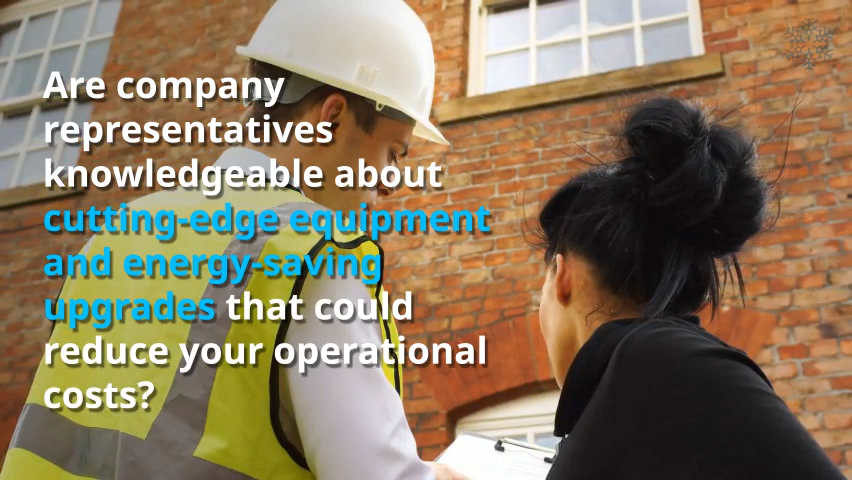 Are company
representatives
knowledgeable about
cutting-edge equipment
and energy-saving
upgrades that could
reduce your operational
costs?